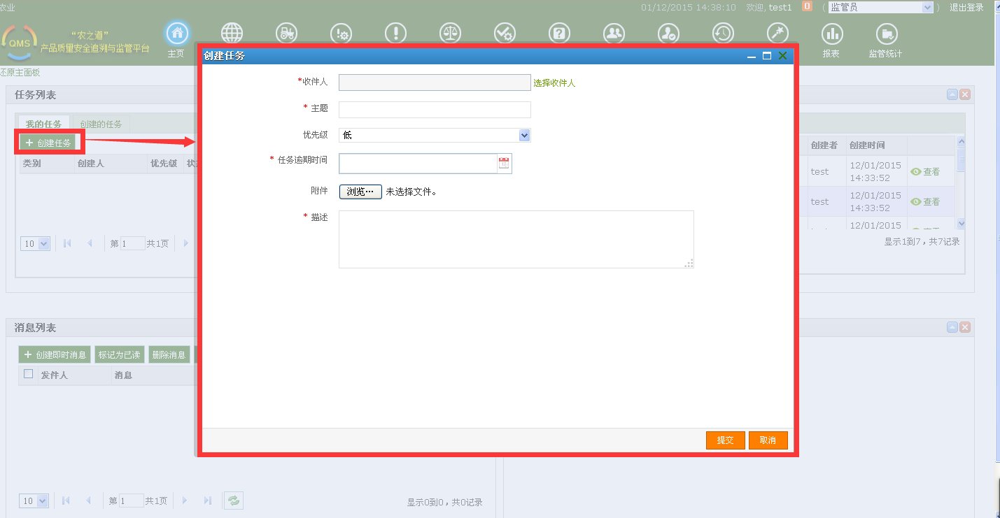 农业
01/12/2015 14:38:10 欢迎, test1 0 ( 监管员 ) 退出登录
QMS
“农之道”
产品质量安全追溯与监管平台
主页
报表
监管统计
还原主面板
任务列表
我的任务 创建的任务
创建任务
类别 创建人 优先级
10 第 1 共1页
创建任务
*收件人 选择收件人
* 主题
优先级 低
* 任务逾期时间
附件 浏览… 未选择文件。
* 描述
提交 取消
创建者 创建时间
test 12/01/2015 14:33:52 查看
test 12/01/2015 14:33:52 查看
12/01/2015
显示1到7，共7记录
消息列表
创建即时消息 标记为已读 删除消息
发件人 消息
10 第 1 共1页
显示0到0，共0记录